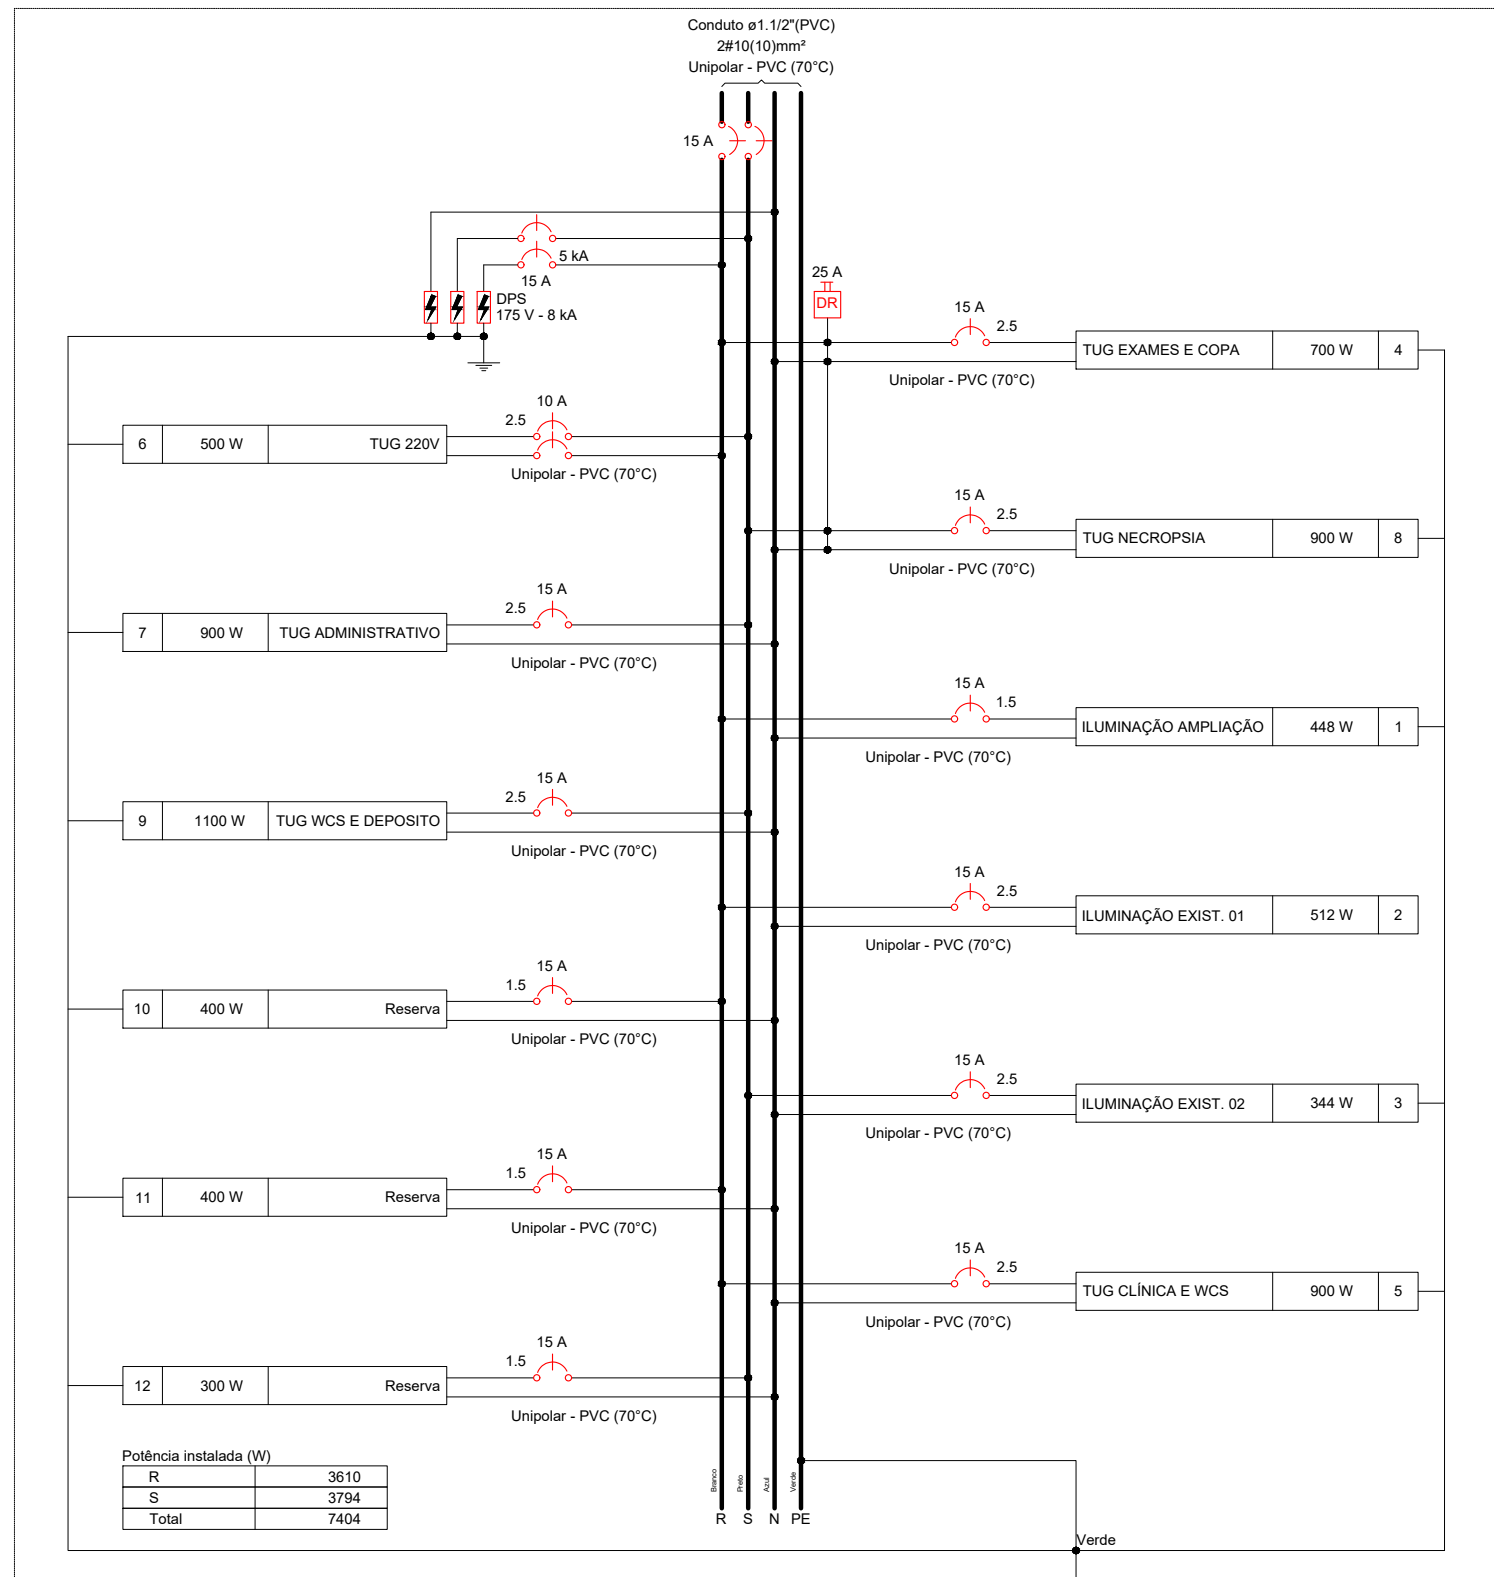 Conduto ø1.1/2"(PVC)
2#10(10)mm²
Unipolar - PVC (70°C)
15 A
5 kA
15 A
DPS
175 V - 8 kA
25 A
DR
15 A
2.5
TUG EXAMES E COPA 700 W 4
Unipolar - PVC (70°C)
10 A
2.5
6 500 W TUG 220V
Unipolar - PVC (70°C)
15 A
2.5
TUG NECROPSIA 900 W 8
Unipolar - PVC (70°C)
15 A
2.5
7 900 W TUG ADMINISTRATIVO
Unipolar - PVC (70°C)
15 A
1.5
ILUMINAÇÃO AMPLIAÇÃO 448 W 1
Unipolar - PVC (70°C)
15 A
2.5
9 1100 W TUG WCS E DEPOSITO
Unipolar - PVC (70°C)
15 A
2.5
ILUMINAÇÃO EXIST. 01 512 W 2
Unipolar - PVC (70°C)
15 A
1.5
10 400 W Reserva
Unipolar - PVC (70°C)
15 A
2.5
ILUMINAÇÃO EXIST. 02 344 W 3
Unipolar - PVC (70°C)
15 A
1.5
11 400 W Reserva
Unipolar - PVC (70°C)
15 A
2.5
TUG CLÍNICA E WCS 900 W 5
Unipolar - PVC (70°C)
15 A
1.5
12 300 W Reserva
Unipolar - PVC (70°C)
Potência instalada (W)
R 3610
S 3794
Total 7404
Branco
Preto
Azul
Verde
R S N PE
Verde